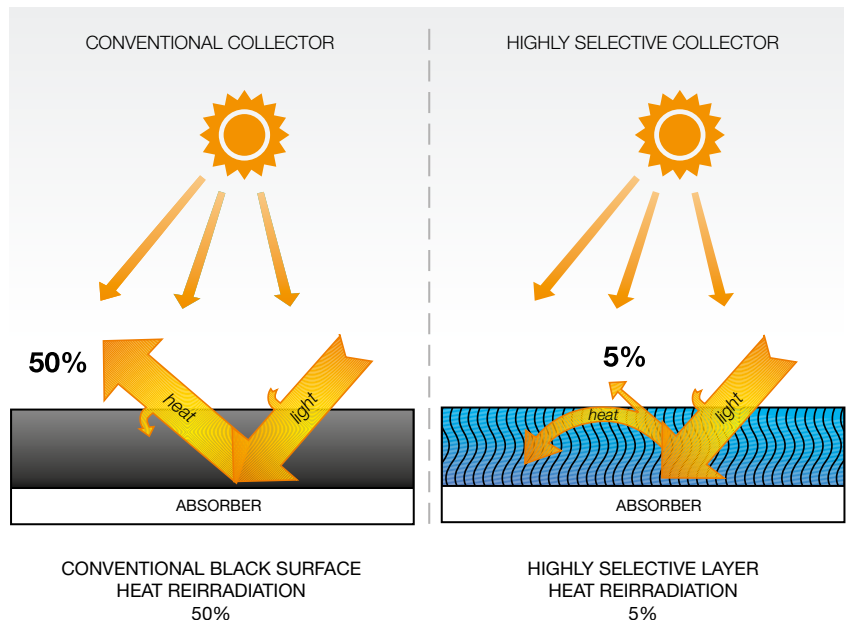 CONVENTIONAL COLLECTOR
HIGHLY SELECTIVE COLLECTOR
50%
heat
light
ABSORBER
5%
heat
light
ABSORBER
CONVENTIONAL BLACK SURFACE
HEAT REIRRADIATION
50%
HIGHLY SELECTIVE LAYER
HEAT REIRRADIATION
5%